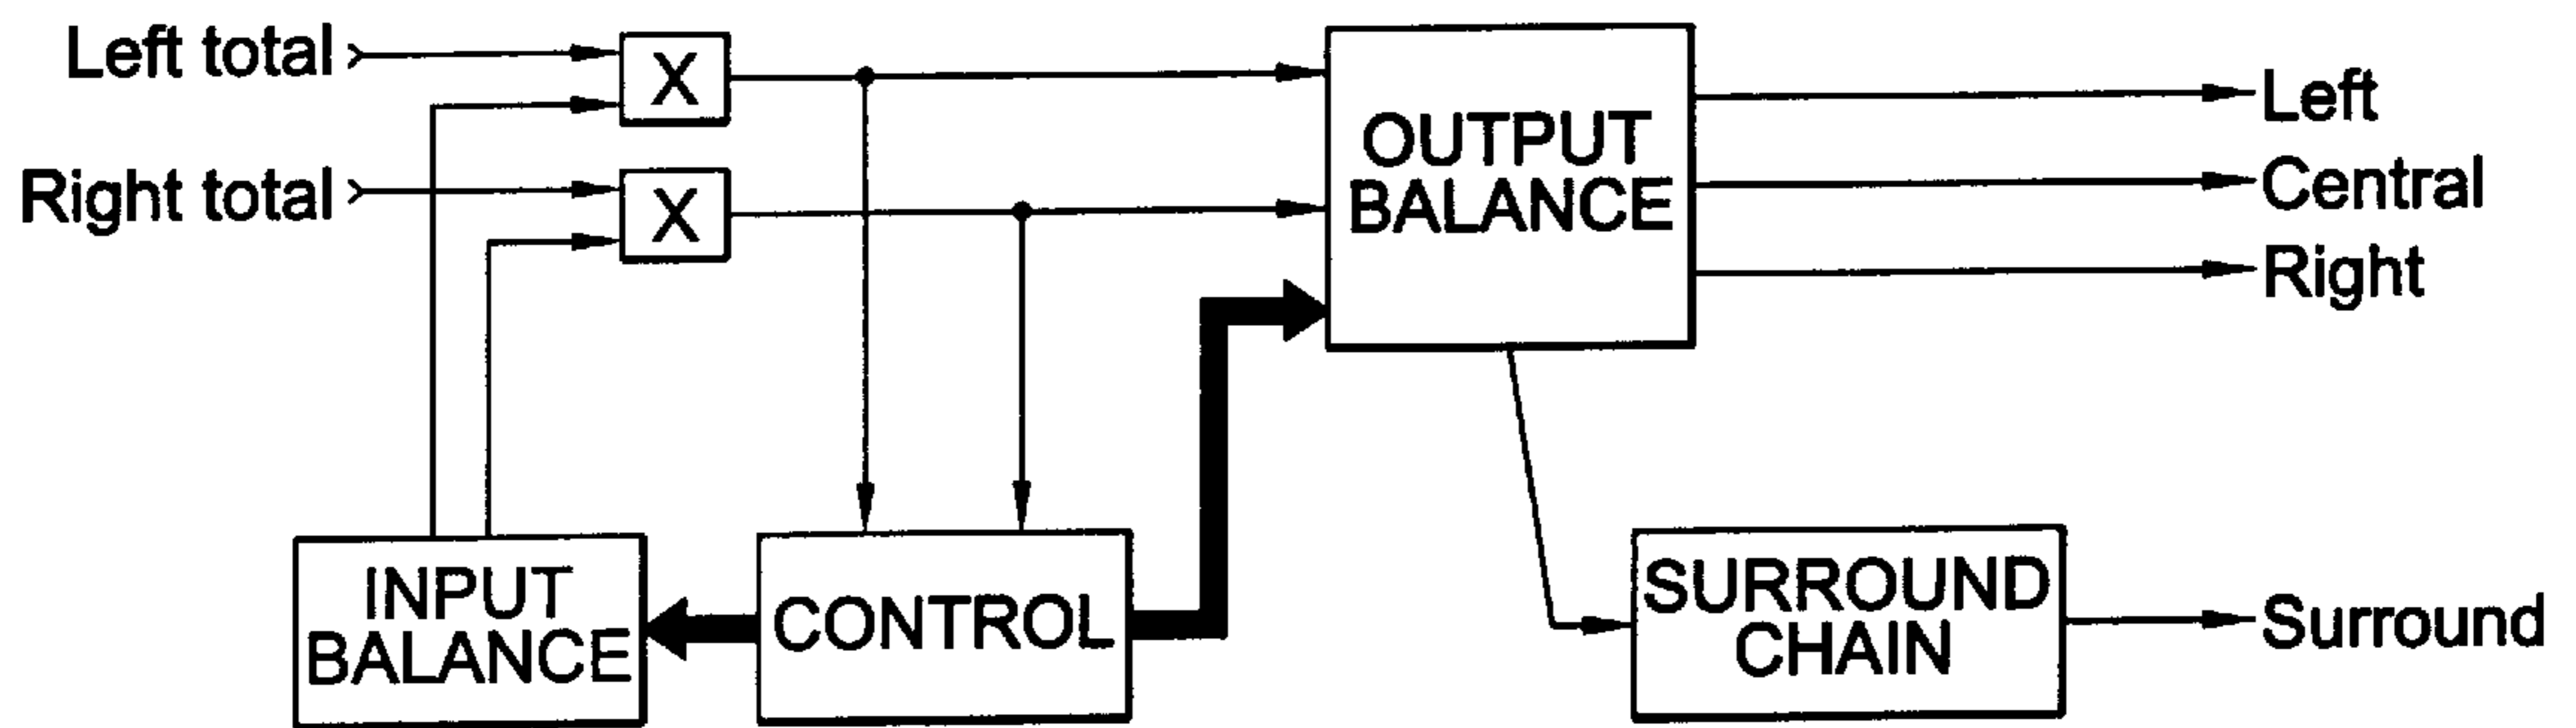 Left total
X
Right total
X
OUTPUT
BALANCE
Left
Central
Right
INPUT
BALANCE
CONTROL
SURROUND
CHAIN
Surround